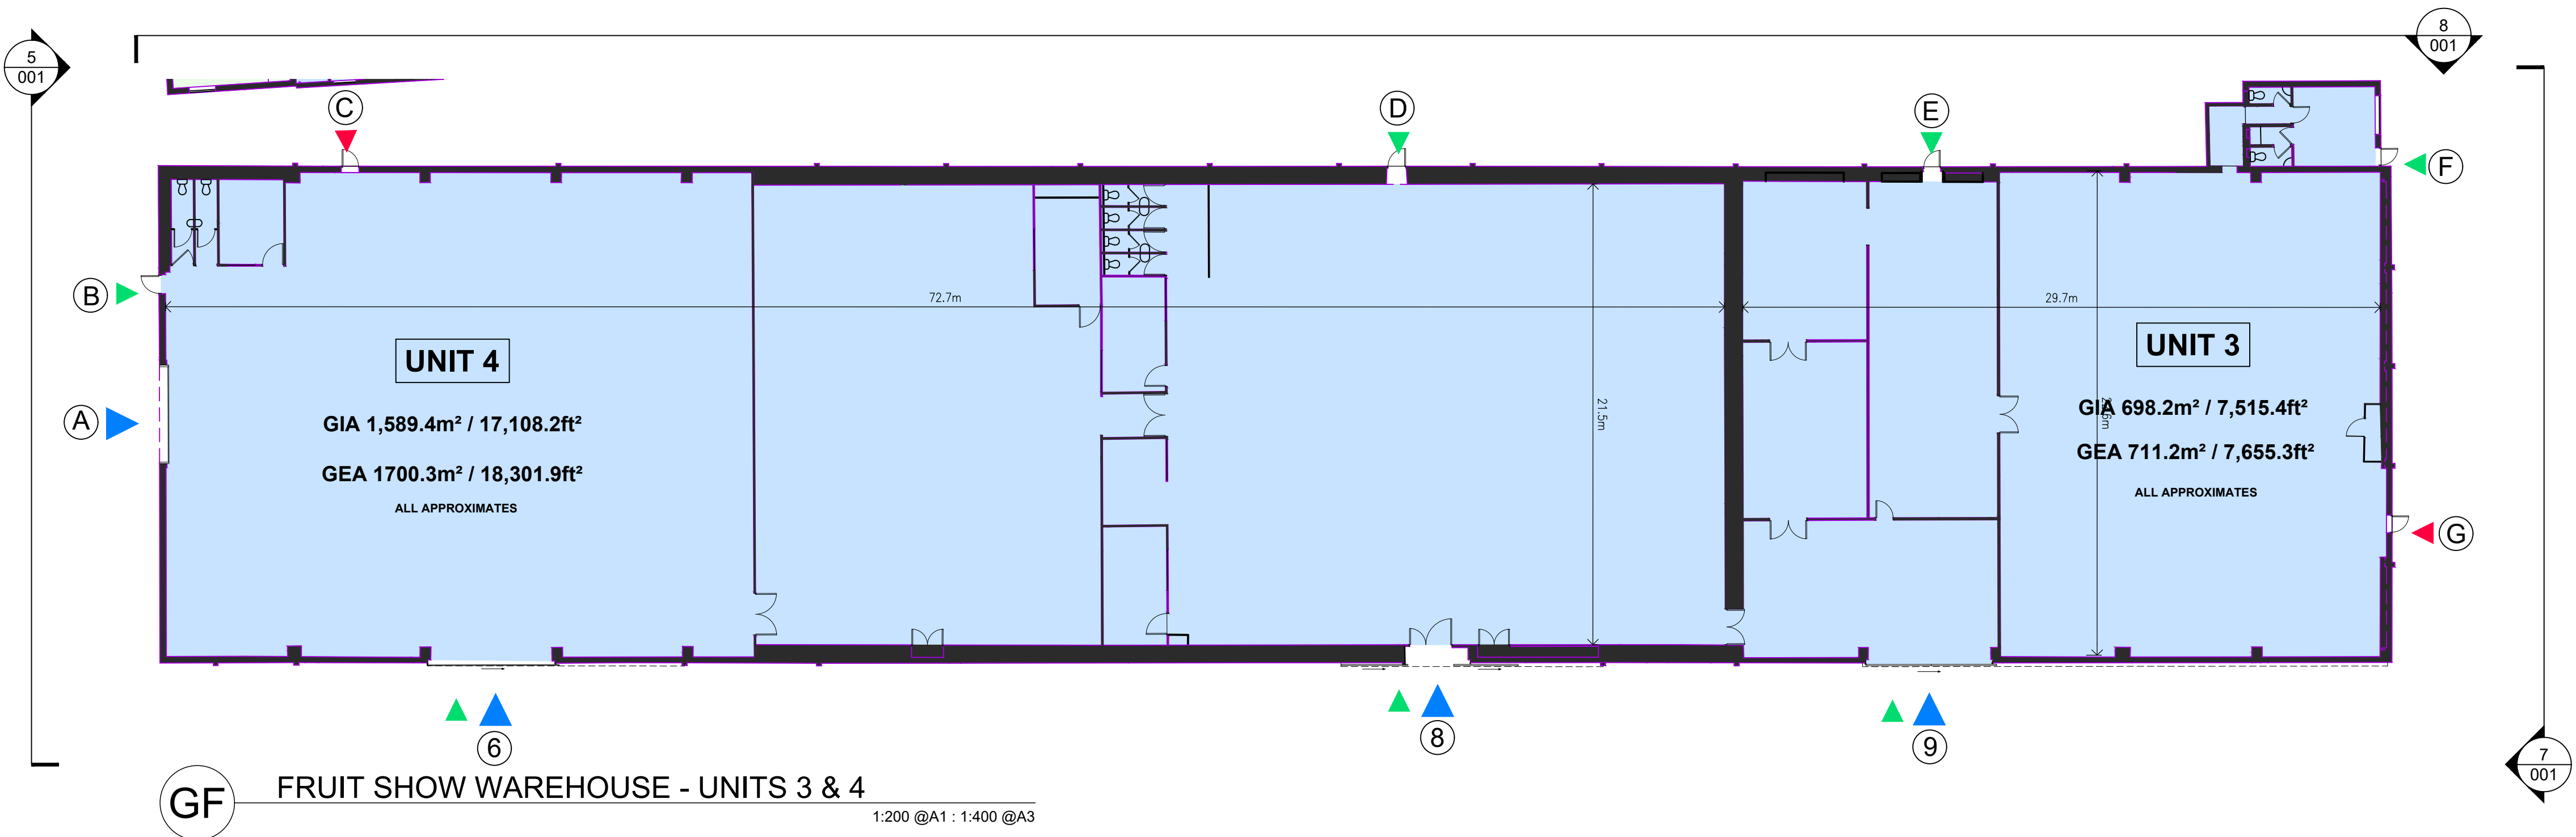 5
001
8
001
C
D
E
F
B
72.7m
29.7m
UNIT 4
UNIT 3
A
GIA 1,589.4m² / 17,108.2ft²
21.5m
GIA 698.2m² / 7,515.4ft²
GEA 1700.3m² / 18,301.9ft²
GEA 711.2m² / 7,655.3ft²
ALL APPROXIMATES
ALL APPROXIMATES
G
6
8
9
7
001
GF
FRUIT SHOW WAREHOUSE - UNITS 3 & 4
1:200 @A1 : 1:400 @A3